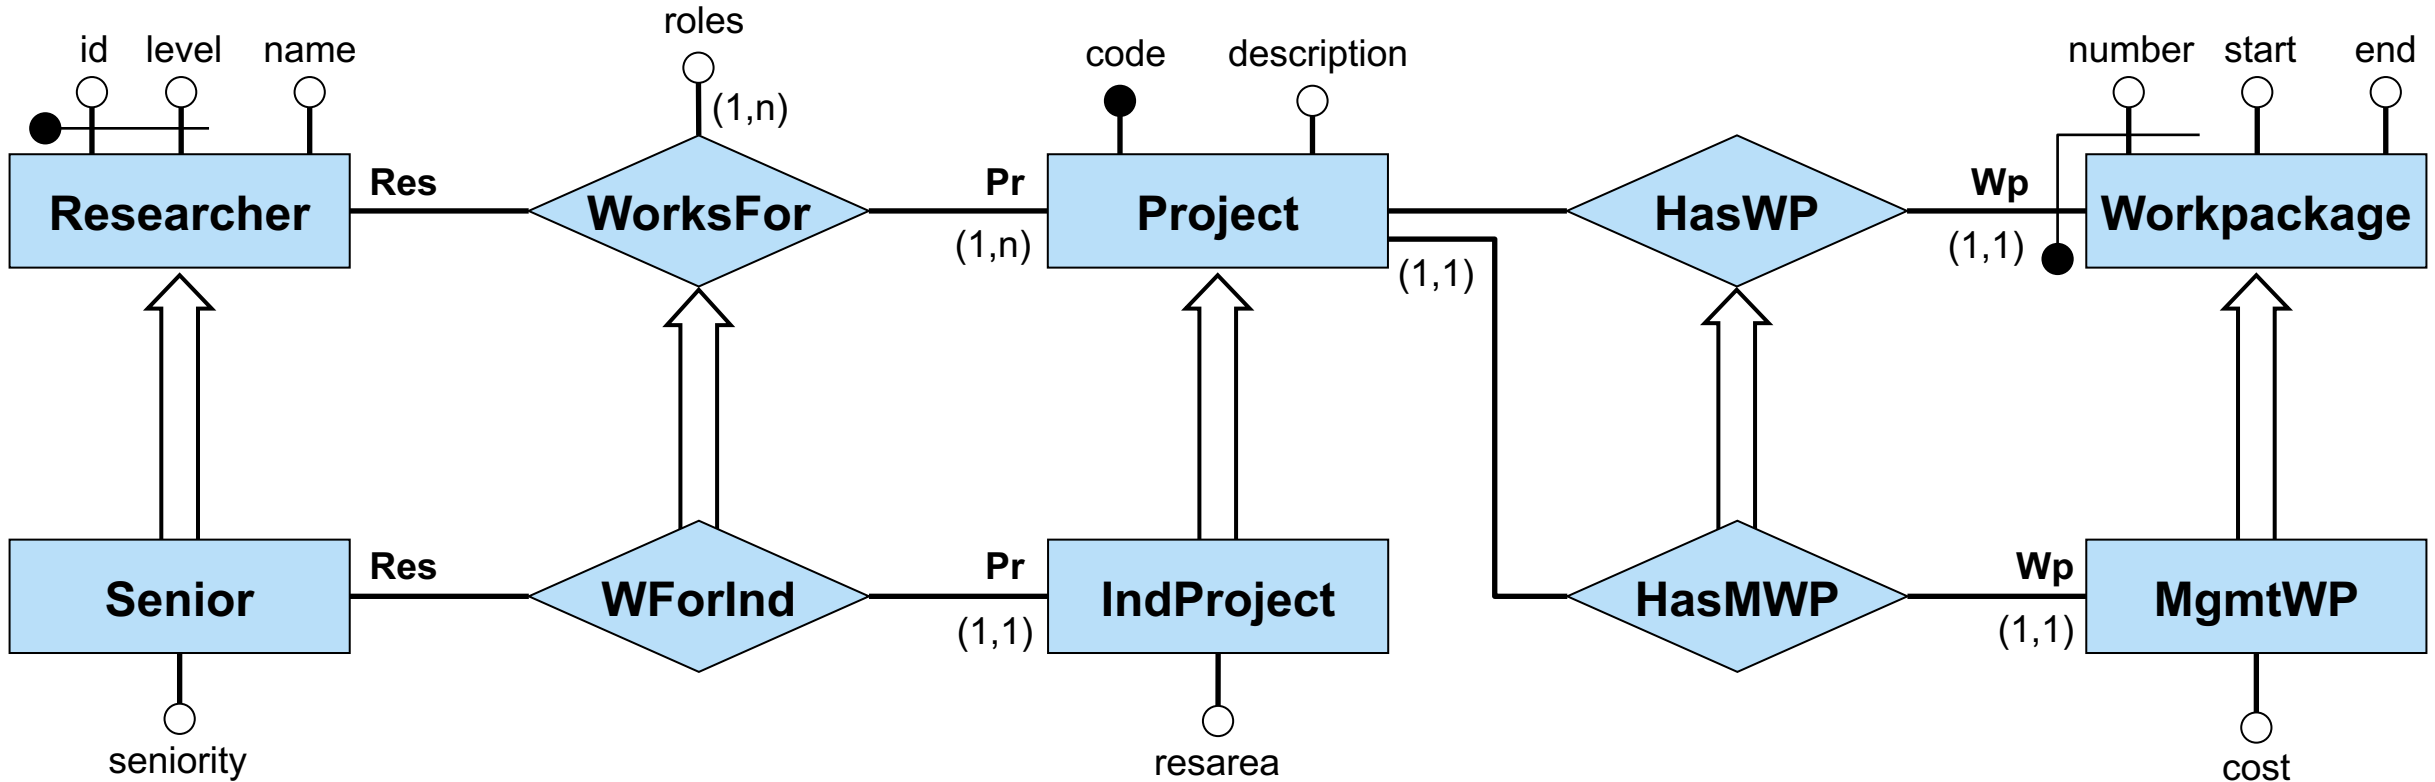 roles
id level name
code description
number start end
(1,n)
Res Pr Wp
Researcher WorksFor Project HasWP Workpackage
(1,n) (1,1) (1,1)
Res Pr Wp
Senior WForInd IndProject HasMWP MgmtWP
(1,1) (1,1)
seniority resarea cost